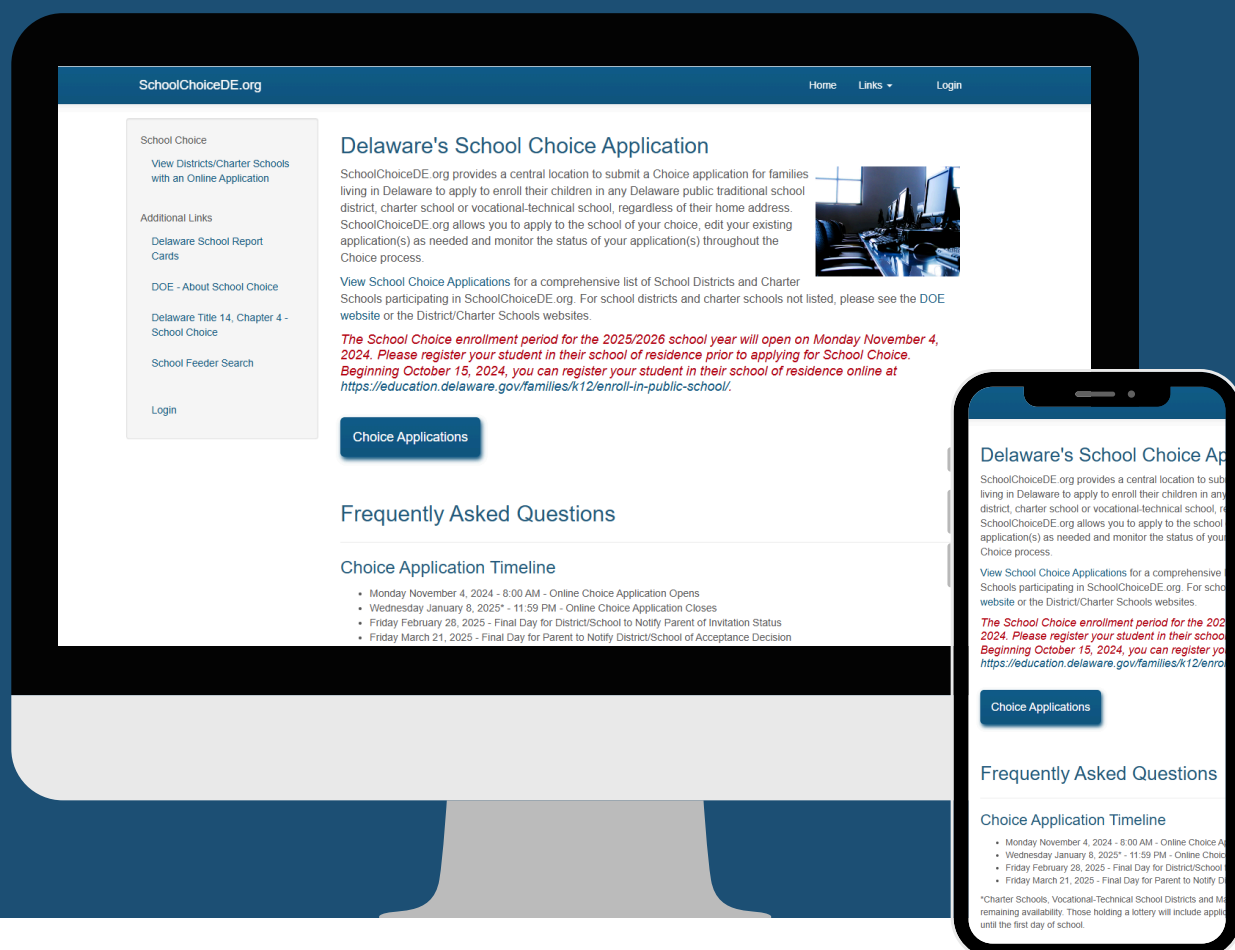 SchoolChoiceDE.org
Home Links Login
School Choice
View Districts/Charter Schools
with an Online Application
Additional Links
Delaware School Report
Cards
DOE - About School Choice
Delaware Title 14, Chapter 4 -
School Choice
School Feeder Search
Login
Delaware's School Choice Application
SchoolChoiceDE.org provides a central location to submit a Choice application for families
living in Delaware to apply to enroll their children in any Delaware public traditional school
district, charter school or vocational-technical school, regardless of their home address.
SchoolChoiceDE.org allows you to apply to the school of your choice, edit your existing
application(s) as needed and monitor the status of your application(s) throughout the
Choice process.
View School Choice Applications for a comprehensive list of School Districts and Charter
Schools participating in SchoolChoiceDE.org. For school districts and charter schools not listed, please see the DOE
website or the District/Charter Schools websites.
The School Choice enrollment period for the 2025/2026 school year will open on Monday November 4,
2024. Please register your student in their school of residence prior to applying for School Choice.
Beginning October 15, 2024, you can register your student in their school of residence online at
https://education.delaware.gov/families/k12/enroll-in-public-school/.
Choice Applications
Frequently Asked Questions
Choice Application Timeline
• Monday November 4, 2024 - 8:00 AM - Online Choice Application Opens
• Wednesday January 8, 2025* - 11:59 PM - Online Choice Application Closes
• Friday February 28, 2025 - Final Day for District/School to Notify Parent of Invitation Status
• Friday March 21, 2025 - Final Day for Parent to Notify District/School of Acceptance Decision
Delaware's School Choice Ap
SchoolChoiceDE.org provides a central location to sub
living in Delaware to apply to enroll their children in any
district, charter school or vocational-technical school, re
SchoolChoiceDE.org allows you to apply to the school
application(s) as needed and monitor the status of your
Choice process.
View School Choice Applications for a comprehensive
Schools participating in SchoolChoiceDE.org. For scho
website or the District/Charter Schools websites.
The School Choice enrollment period for the 202
2024. Please register your student in their schoo
Beginning October 15, 2024, you can register yo
https://education.delaware.gov/families/k12/enro
Choice Applications
Frequently Asked Questions
Choice Application Timeline
• Monday November 4, 2024 - 8:00 AM - Online Choice A
• Wednesday January 8, 2025* - 11:59 PM - Online Choic
• Friday February 28, 2025 - Final Day for District/School
• Friday March 21, 2025 - Final Day for Parent to Notify D
*Charter Schools, Vocational-Technical School Districts and Ma
remaining availability. Those holding a lottery will include applic
until the first day of school.